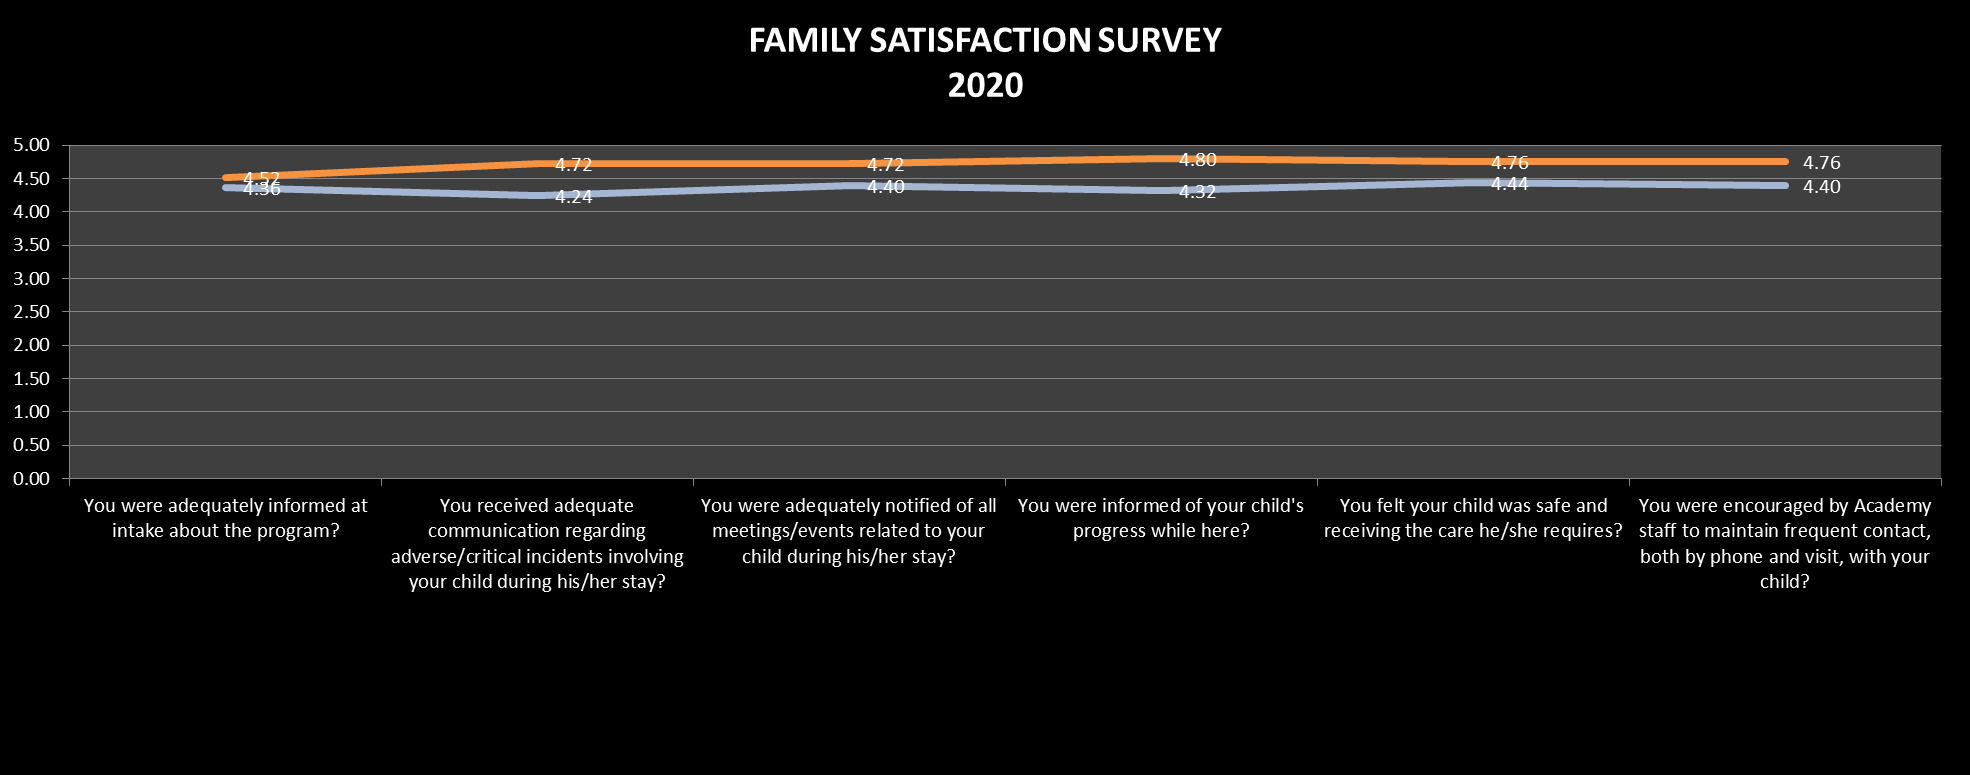 FAMILY SATISFACTION SURVEY
2020
5.00
4.50
4.00
3.50
3.00
2.50
2.00
1.50
1.00
0.50
0.00
4.52
4.72
4.72
4.80
4.76
4.76
4.36
4.24
4.40
4.32
4.44
4.40
You were adequately informed at
intake about the program?
You received adequate
communication regarding
adverse/critical incidents involving
your child during his/her stay?
You were adequately notified of all
meetings/events related to your
child during his/her stay?
You were informed of your child's
progress while here?
You felt your child was safe and
receiving the care he/she requires?
You were encouraged by Academy
staff to maintain frequent contact,
both by phone and visit, with your
child?